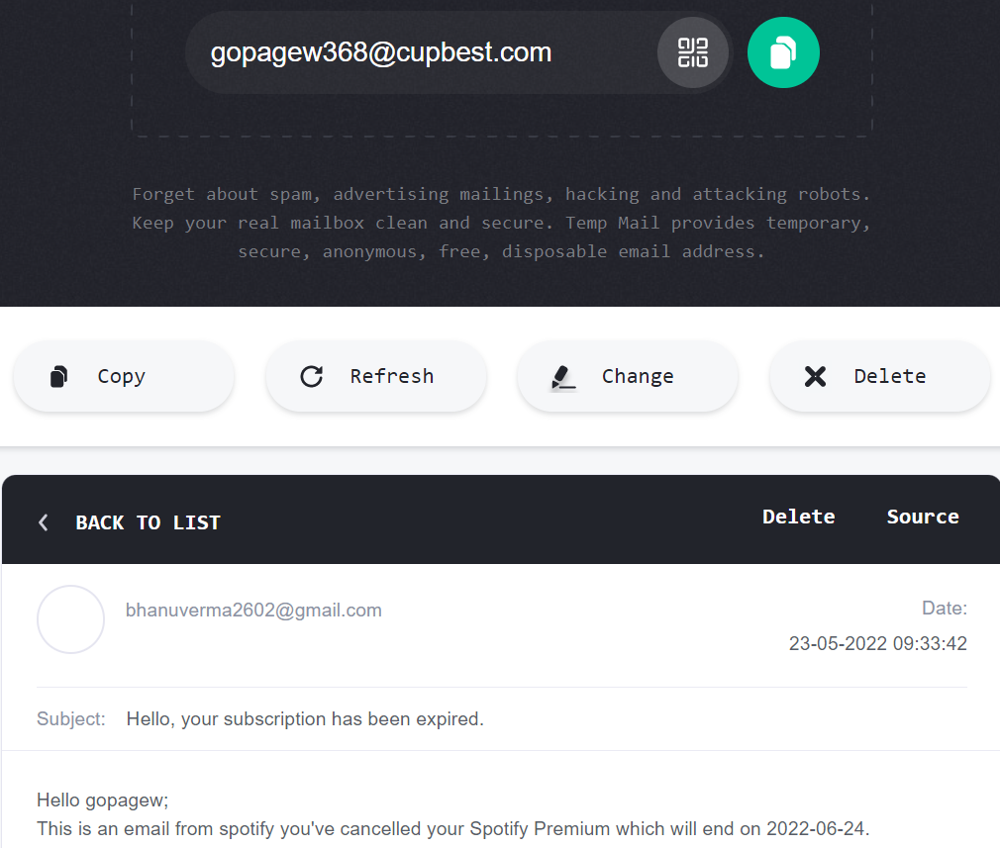 gopagew368@cupbest.com
Forget about spam, advertising mailings, hacking and attacking robots.
Keep your real mailbox clean and secure. Temp Mail provides temporary,
secure, anonymous, free, disposable email address.
Copy
Refresh
Change
Delete
BACK TO LIST
Delete
Source
bhanuverma2602@gmail.com
Date:
23-05-2022 09:33:42
Subject: Hello, your subscription has been expired.
Hello gopagew;
This is an email from spotify you've cancelled your Spotify Premium which will end on 2022-06-24.